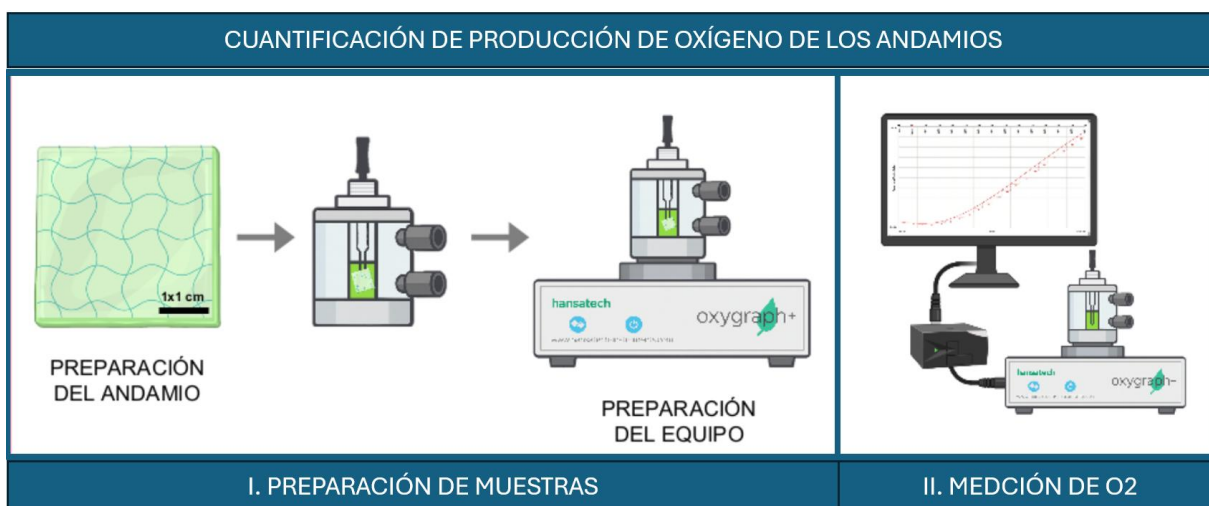 CUANTIFICACIÓN DE PRODUCCIÓN DE OXÍGENO DE LOS ANDAMIOS
1x1 cm
PREPARACIÓN
DEL ANDAMIO
hansatech
oxygraph+
PREPARACIÓN
DEL EQUIPO
hansatech
oxygraph+
I. PREPARACIÓN DE MUESTRAS
II. MEDCIÓN DE O2